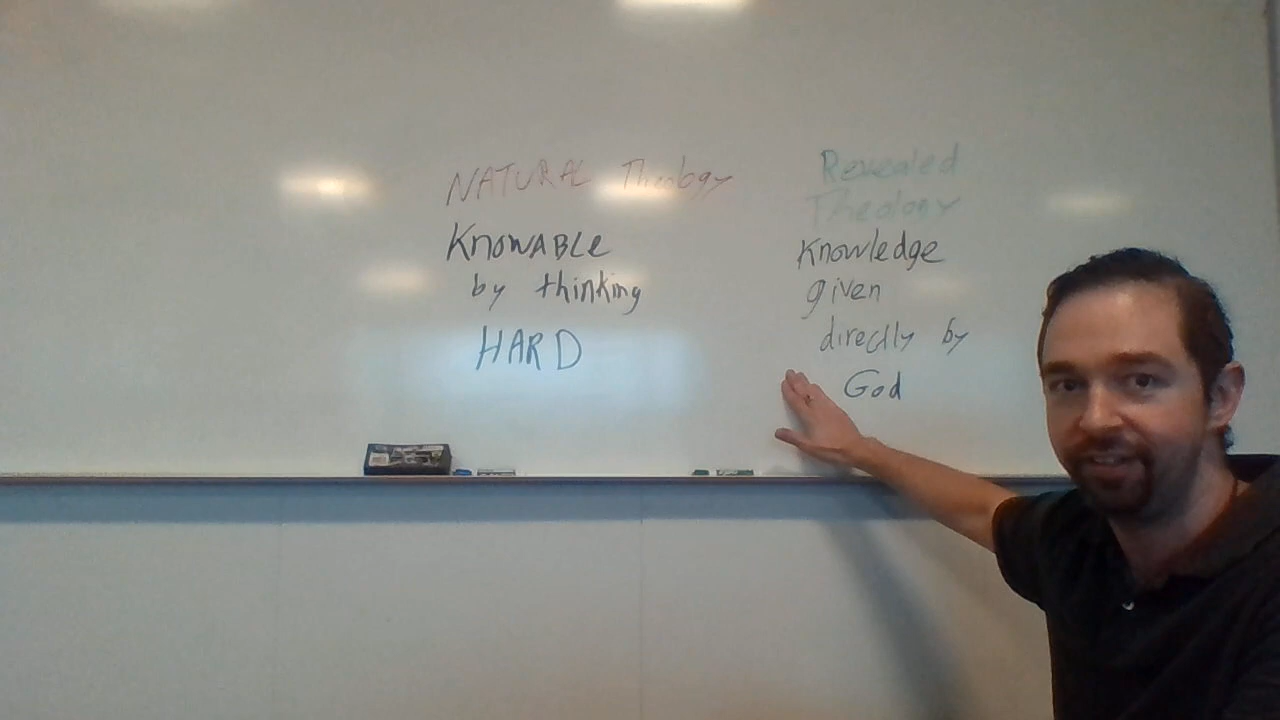 NATURAL Theology
KNOWABLE
by thinking
HARD
Revealed
Theology
Knowledge
given
directly by
God